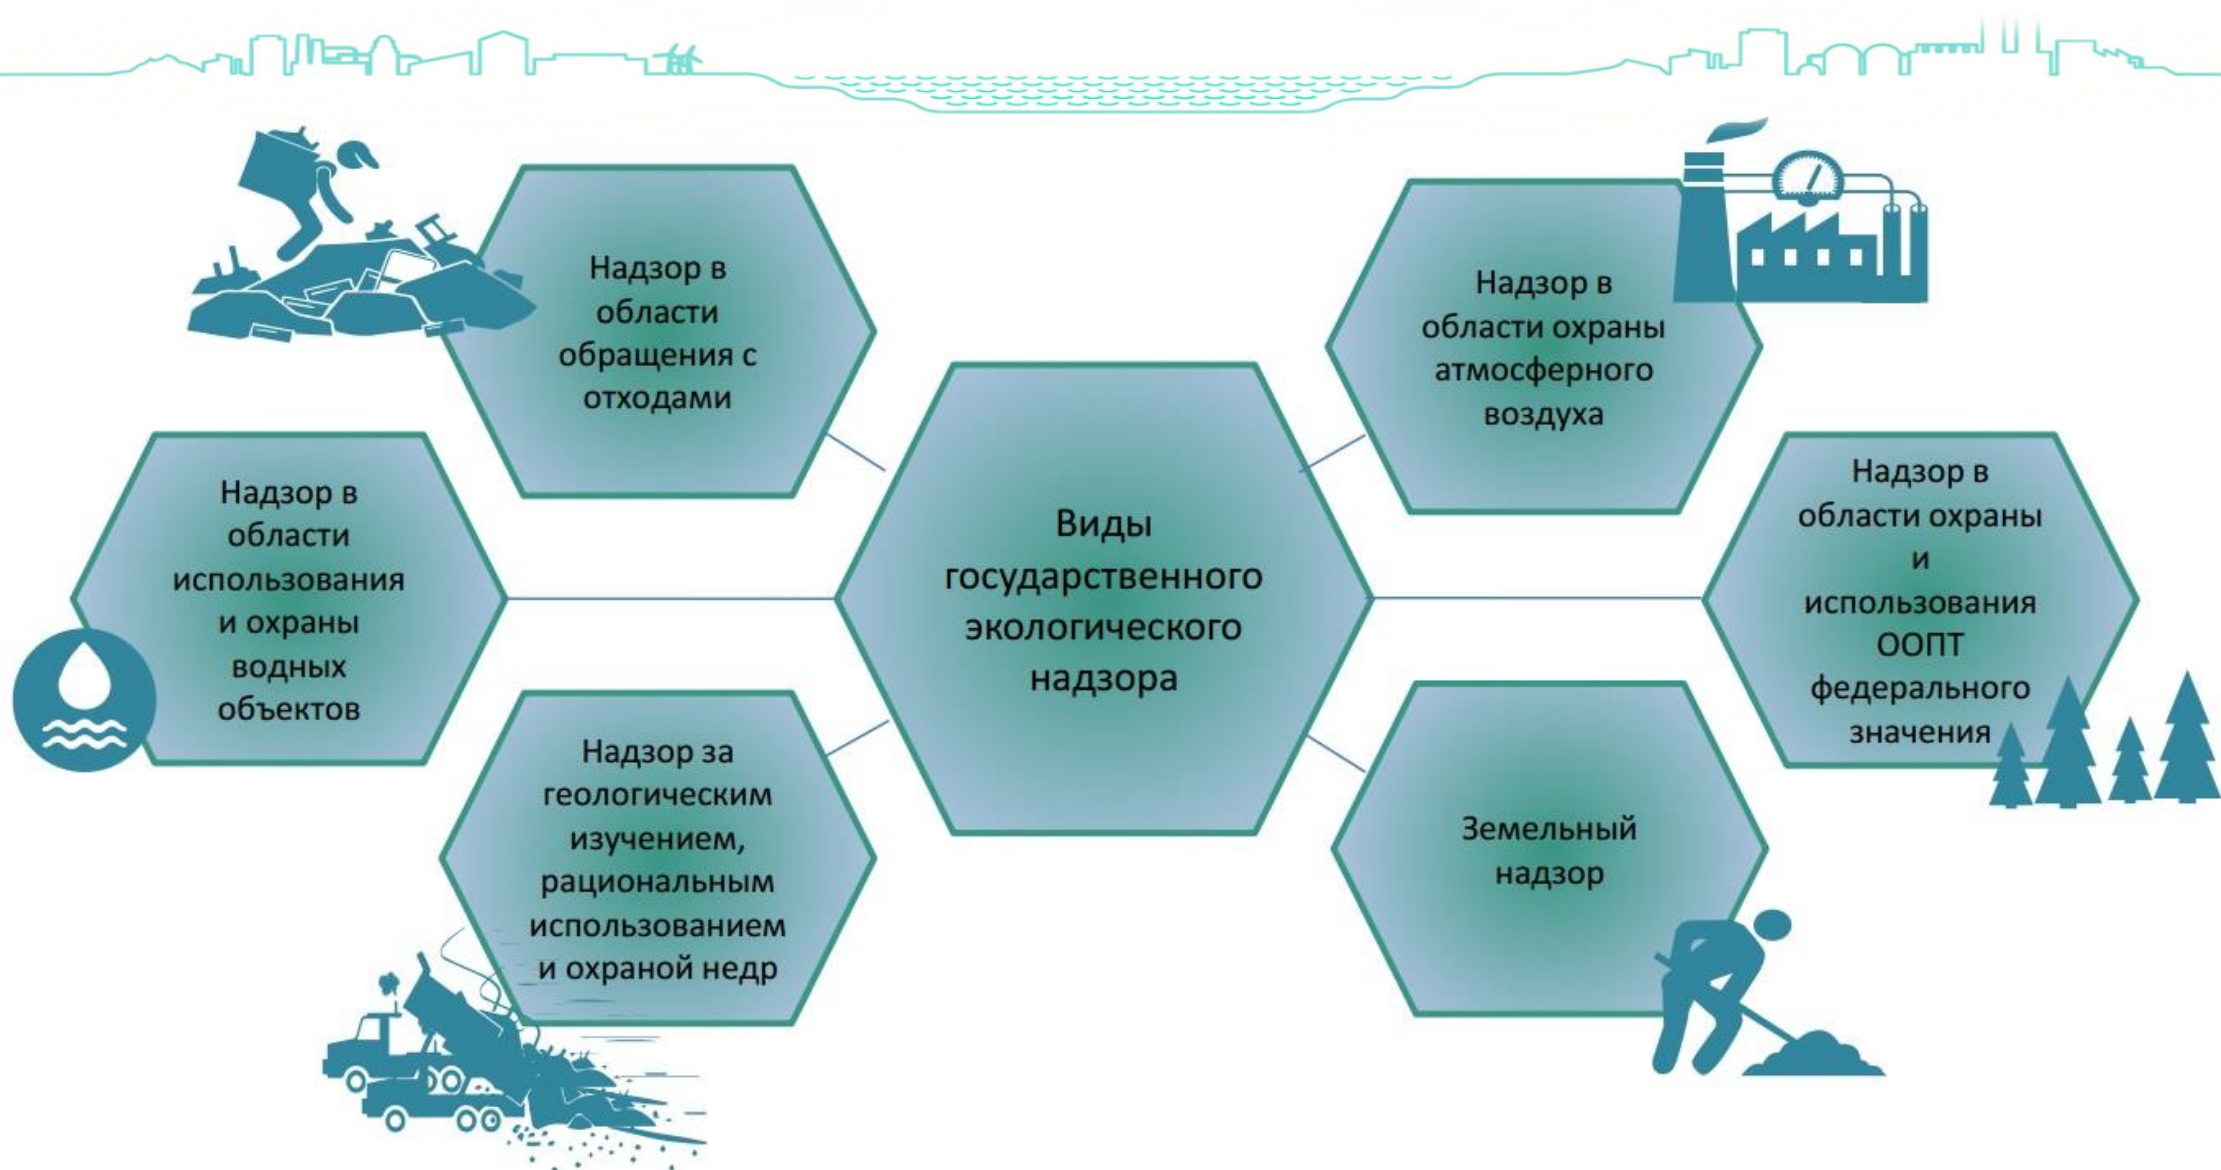 Надзор в
области
обращения с
отходами
Надзор в
области охраны
атмосферного
воздуха
Надзор в
области
использования
и охраны
водных
объектов
Виды
государственного
экологического
надзора
Надзор в
области охраны
и
использования
ООПТ
федерального
значения
Надзор за
геологическим
изучением,
рациональным
использованием
и охраной недр
Земельный
надзор